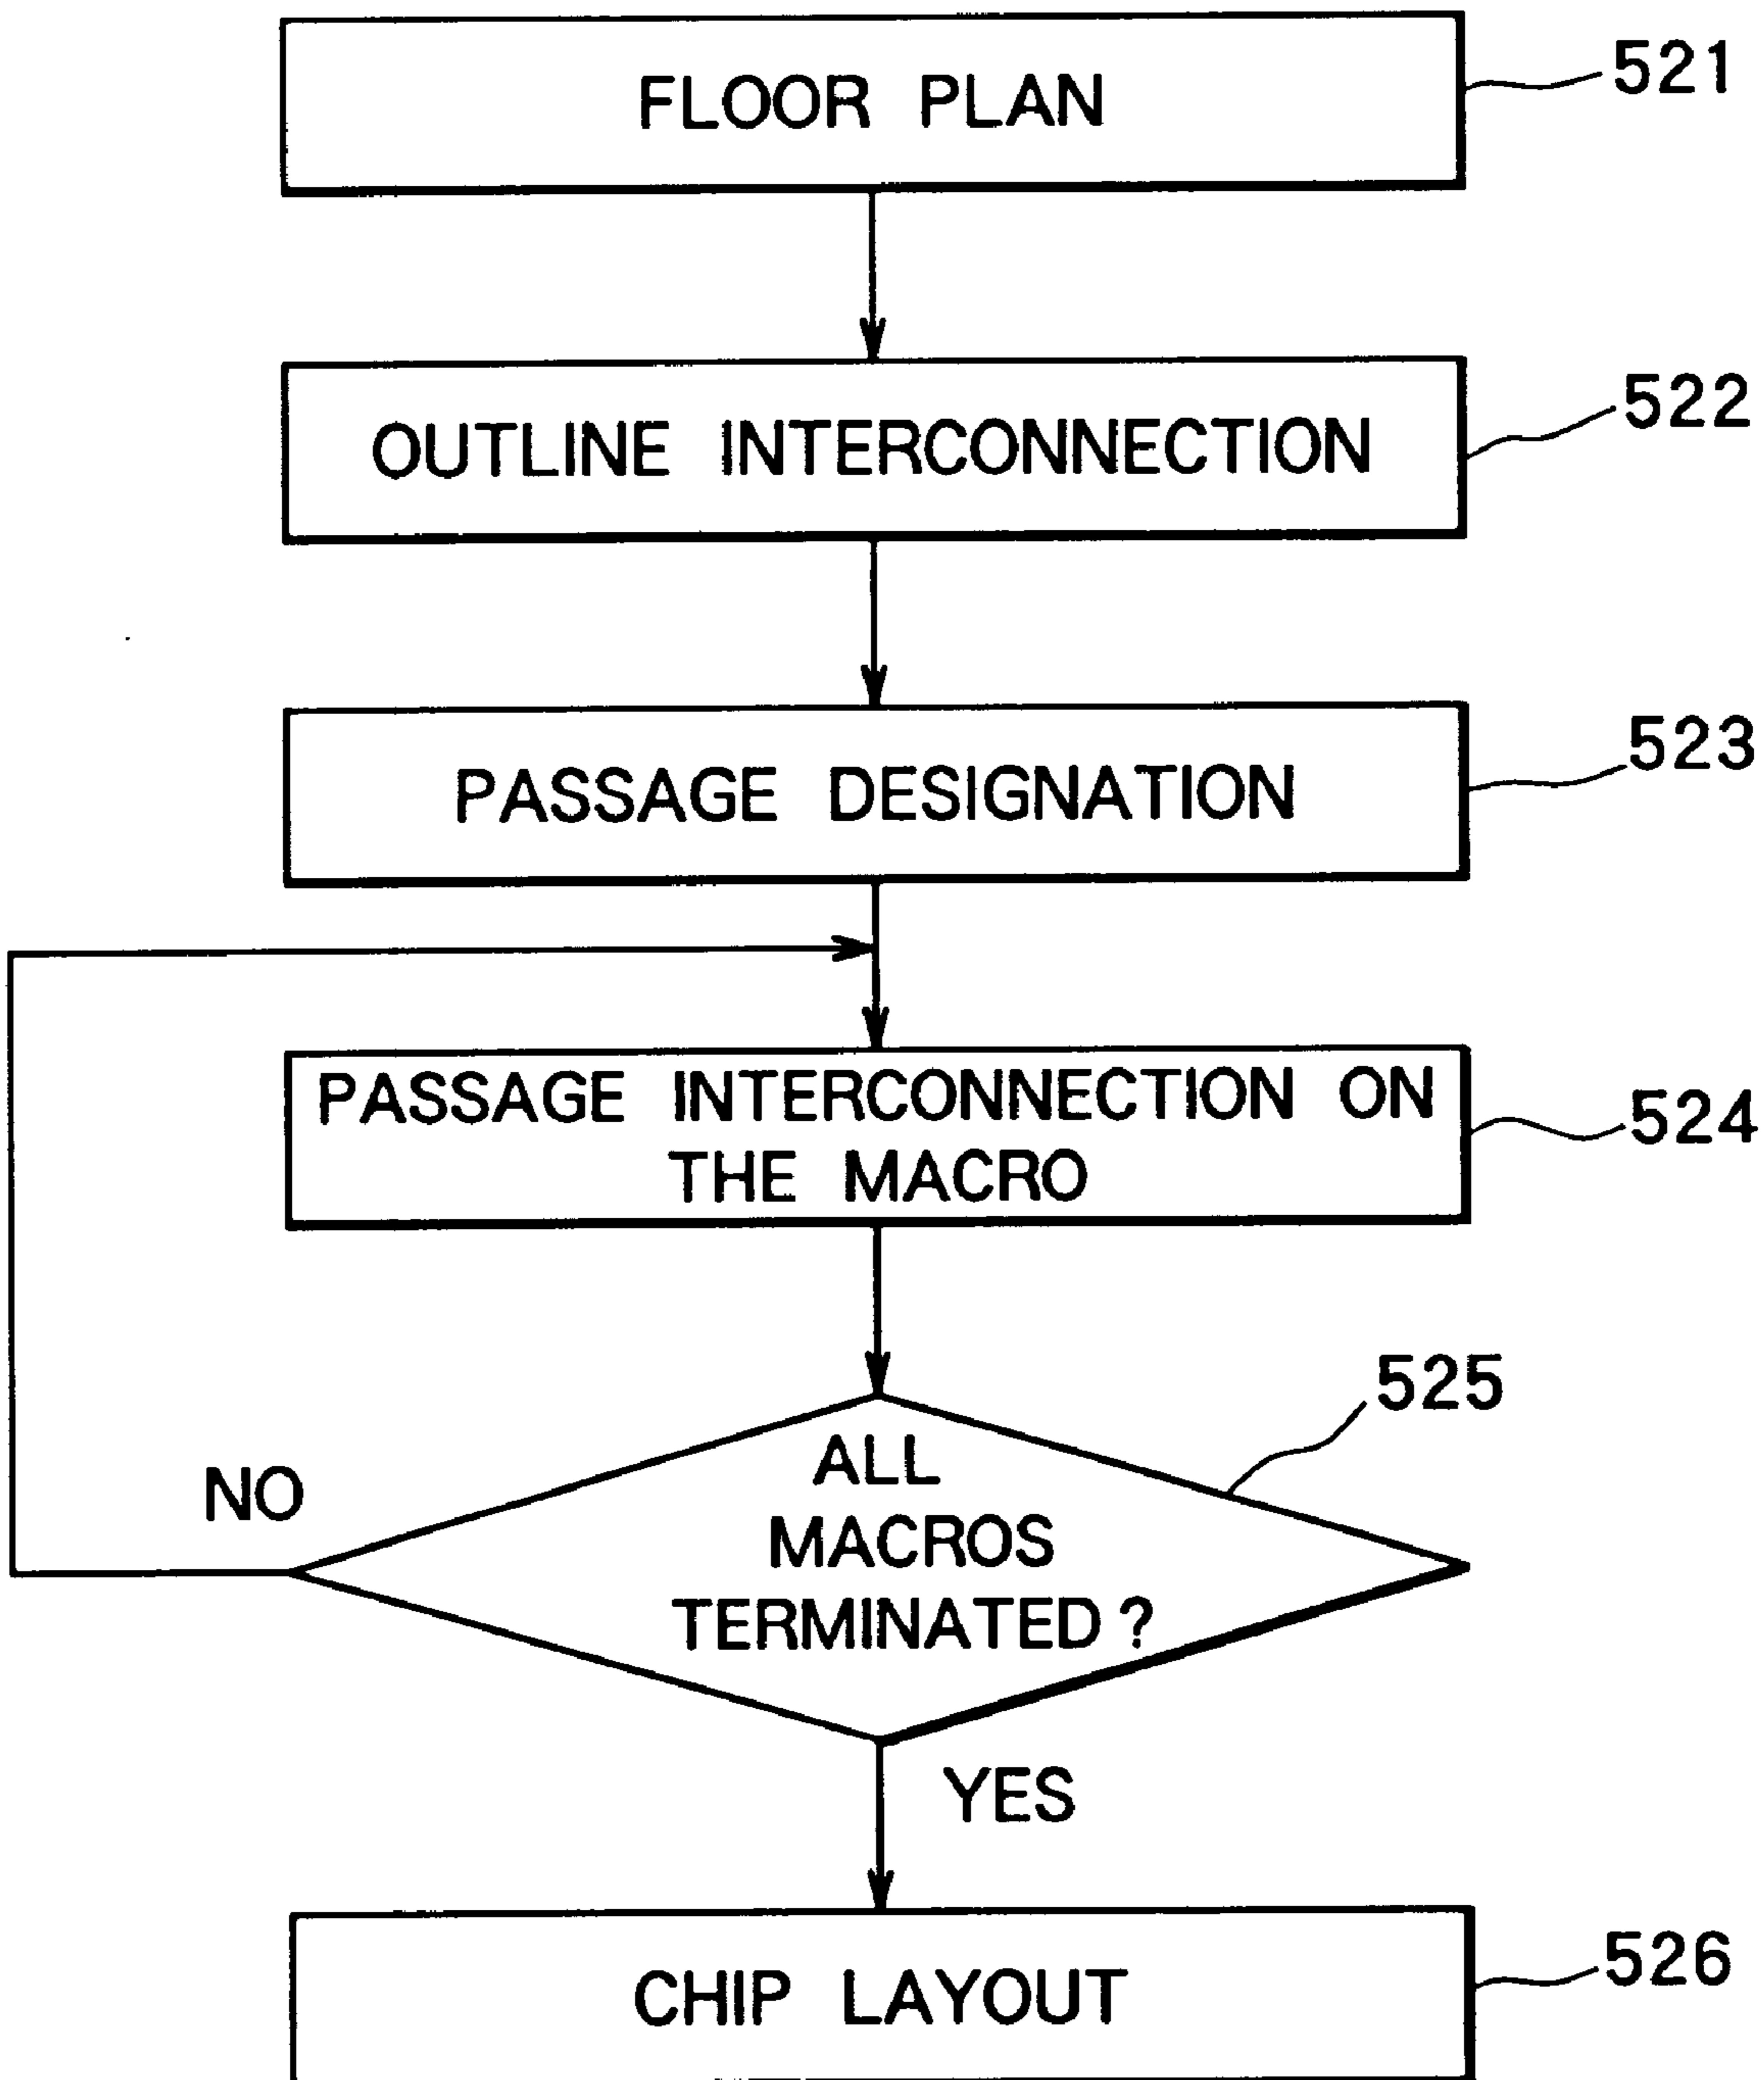 FLOOR PLAN
521
OUTLINE INTERCONNECTION
522
PASSAGE DESIGNATION
523
PASSAGE INTERCONNECTION ON
THE MACRO
524
525
ALL
MACROS
TERMINATED?
NO
YES
CHIP LAYOUT
526